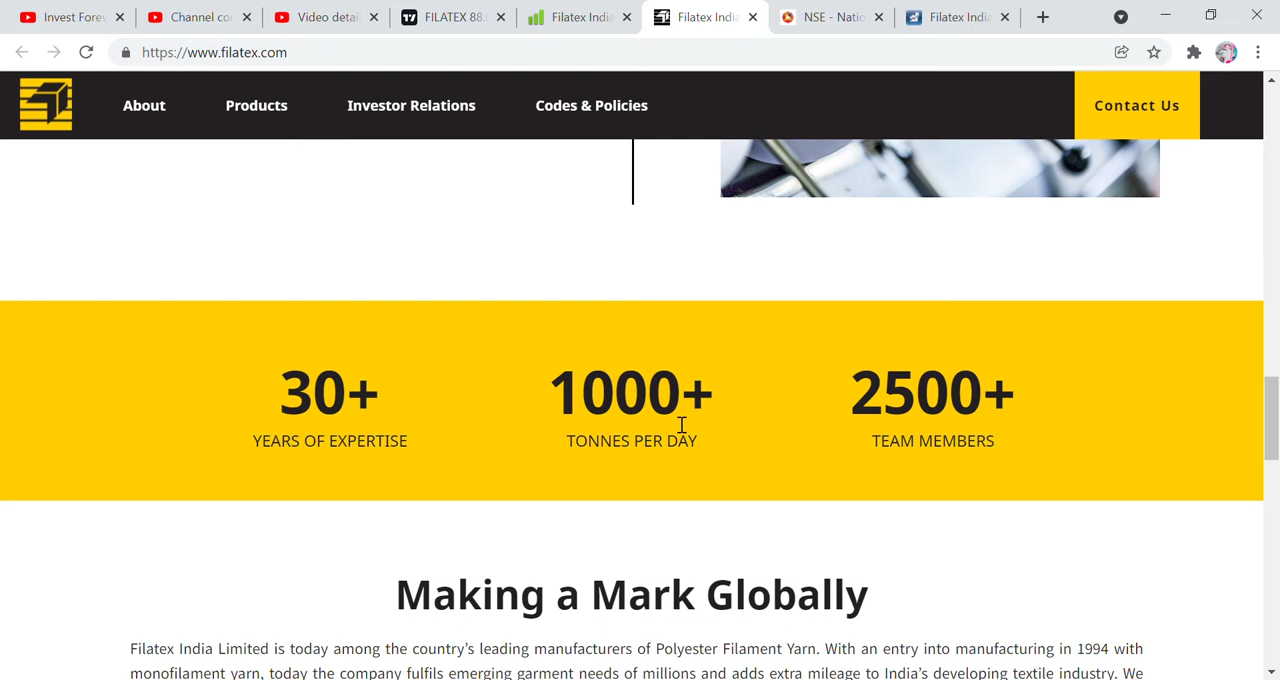 Invest Forev
Channel co
Video detai
FILATEX 88.
Filatex India
Filatex India
NSE - Natio
Filatex India
https://www.filatex.com
About
Products
Investor Relations
Codes & Policies
Contact Us
30+
1000+
2500+
YEARS OF EXPERTISE
TONNES PER DAY
TEAM MEMBERS
Making a Mark Globally
Filatex India Limited is today among the country’s leading manufacturers of Polyester Filament Yarn. With an entry into manufacturing in 1994 with
monofilament yarn, today the company fulfils emerging garment needs of millions and adds extra mileage to India’s developing textile industry. We